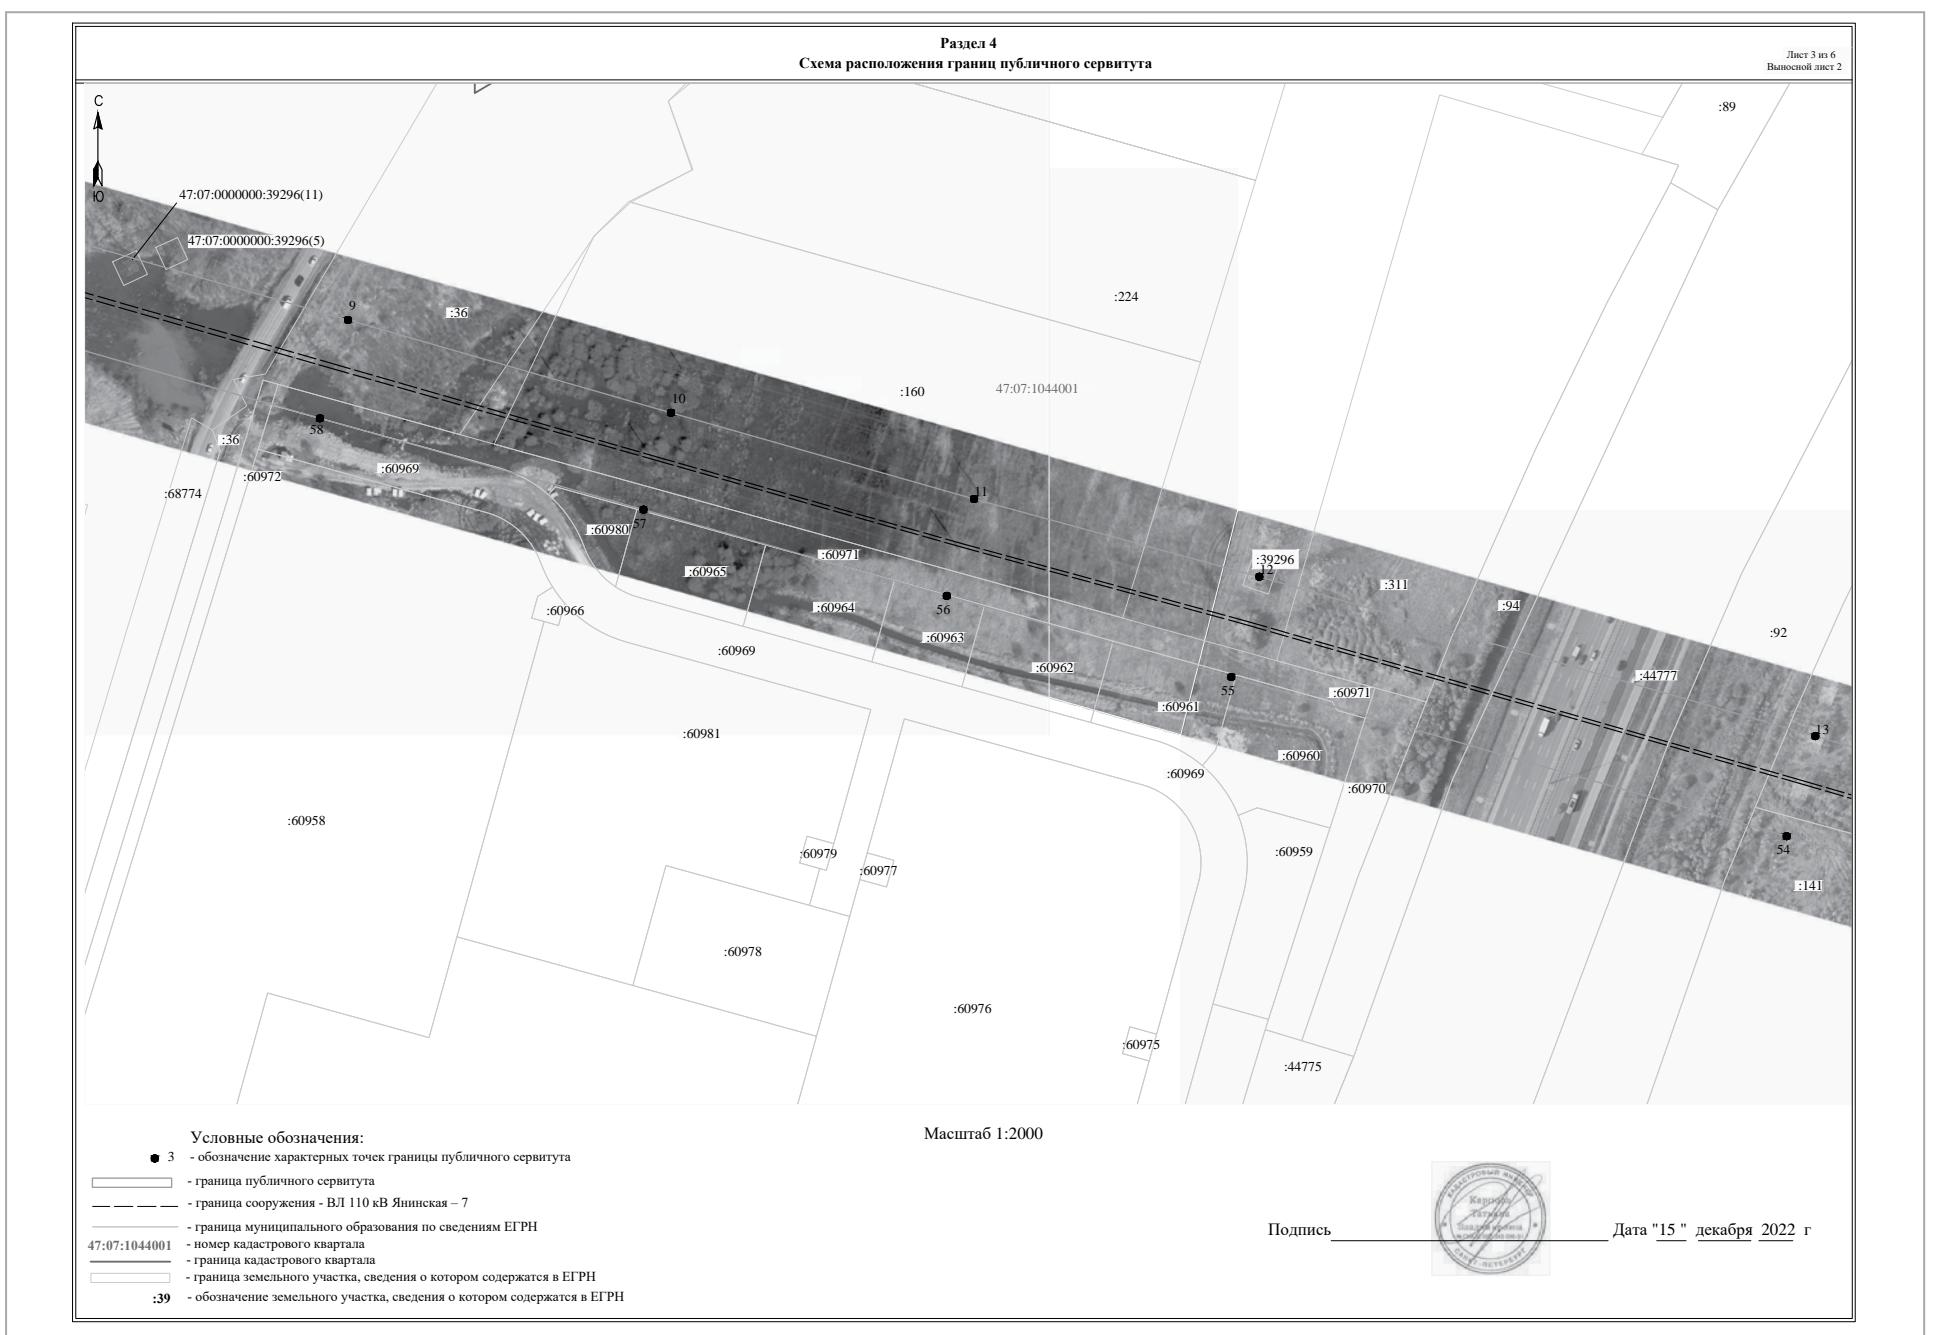 Раздел 4
Схема расположения границ публичного сервитута
Лист 3 из 6
Выносной лист 2
С
Ю
:89
47:07:0000000:39296(11)
47:07:0000000:39296(5)
:224
9
:36
:160
47:07:1044001
10
58
:36
:60969
:60972
:68774
11
57
:60980
:60971
:60965
:39296
12
:311
:94
:92
56
:60964
:60966
:60963
:60969
:60962
:44777
55
:60971
:60961
:60981
13
:60960
:60969
:60970
:60958
54
:60979
:60977
:60959
:141
:60978
:60976
:60975
:44775
Масштаб 1:2000
Условные обозначения:
3 - обозначение характерных точек границы публичного сервитута
- граница публичного сервитута
- граница сооружения - ВЛ 110 кВ Янинская – 7
- граница муниципального образования по сведениям ЕГРН
47:07:1044001 - номер кадастрового квартала
- граница кадастрового квартала
- граница земельного участка, сведения о котором содержатся в ЕГРН
:39 - обозначение земельного участка, сведения о котором содержатся в ЕГРН
Подпись
Дата "15 " декабря 2022 г
КАДАСТРОВЫЙ ИНЖЕНЕР
Татьяна
САНКТ-ПЕТЕРБУРГ